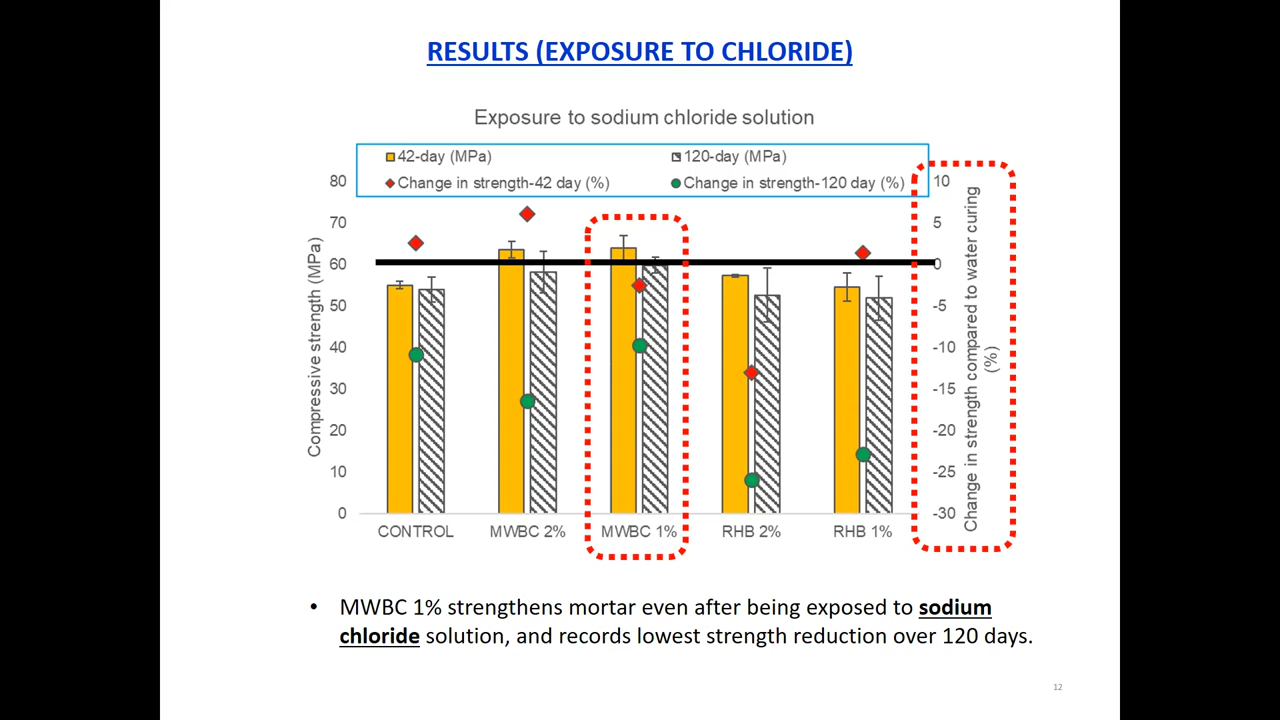 RESULTS (EXPOSURE TO CHLORIDE)
Exposure to sodium chloride solution
42-day (MPa)
120-day (MPa)
Change in strength-42 day (%)
Change in strength-120 day (%)
Compressive strength (MPa)
80
70
60
50
40
30
20
10
0
10
5
0
-5
-10
-15
-20
-25
-30
Change in strength compared to water curing
(%)
CONTROL
MWBC 2%
MWBC 1%
RHB 2%
RHB 1%
• MWBC 1% strengthens mortar even after being exposed to sodium
chloride solution, and records lowest strength reduction over 120 days.
12